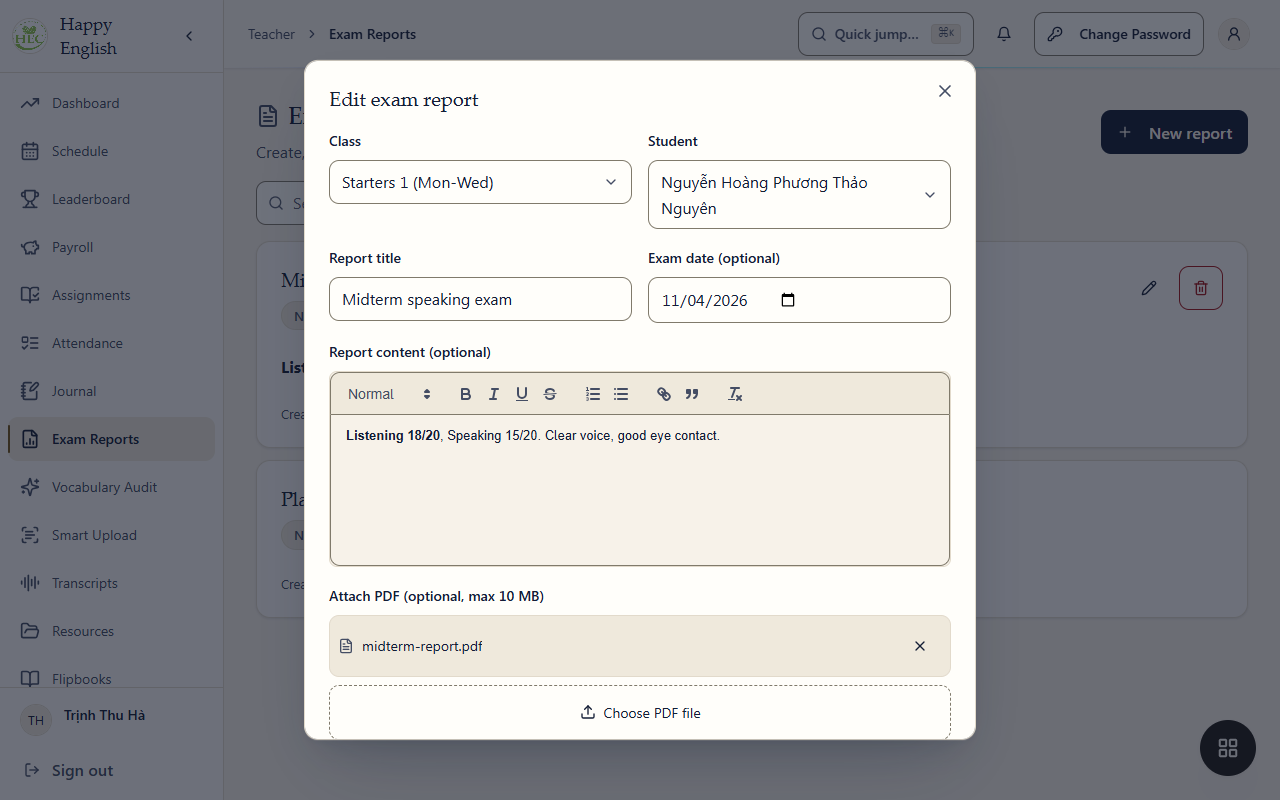 HEC
Happy
English
Teacher
Exam Reports
Quick jump...
⌘K
Change Password
Dashboard
Schedule
Leaderboard
Payroll
Assignments
Attendance
Journal
Exam Reports
Vocabulary Audit
Smart Upload
Transcripts
Resources
Flipbooks
TH
Trịnh Thu Hà
Sign out
New report
Edit exam report
Class
Student
Starters 1 (Mon-Wed)
Nguyễn Hoàng Phương Thảo
Nguyên
Report title
Exam date (optional)
Midterm speaking exam
11/04/2026
Report content (optional)
Normal
Listening 18/20, Speaking 15/20. Clear voice, good eye contact.
Attach PDF (optional, max 10 MB)
midterm-report.pdf
Choose PDF file